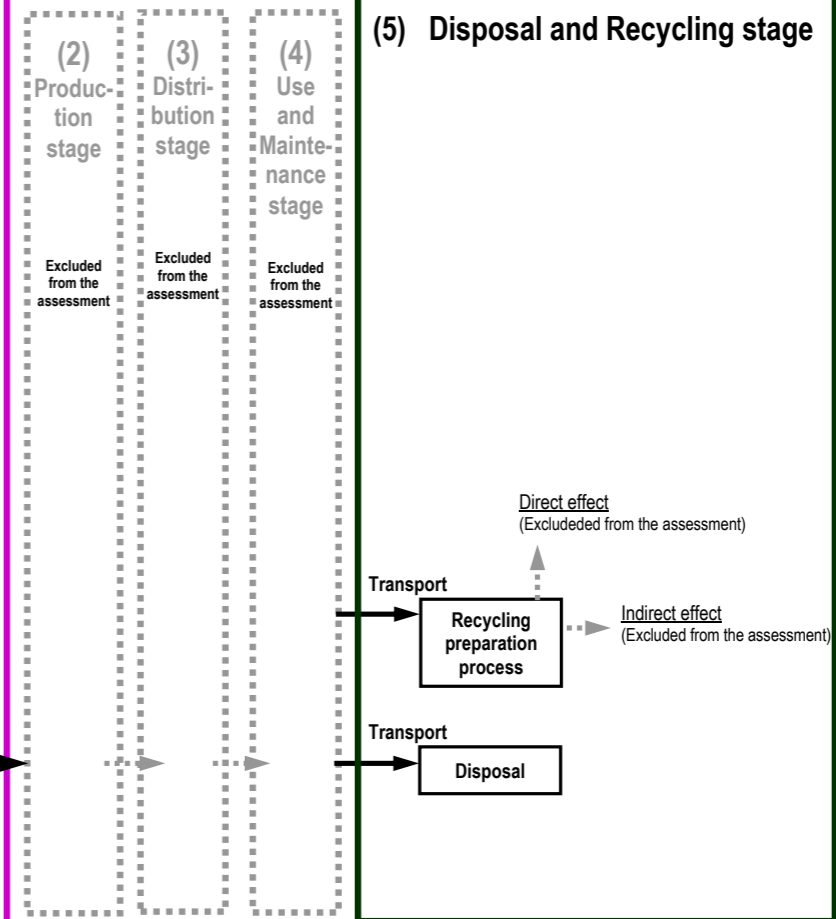 (2)
Produc-
tion
stage
Excluded
from the
assessment
(3)
Distri-
bution
stage
Excluded
from the
assessment
(4)
Use
and
Mainte-
nance
stage
Excluded
from the
assessment
(5) Disposal and Recycling stage
Direct effect
(Excludeded from the assessment)
Transport
Recycling
preparation
process
Indirect effect
(Excluded from the assessment)
Transport
Disposal